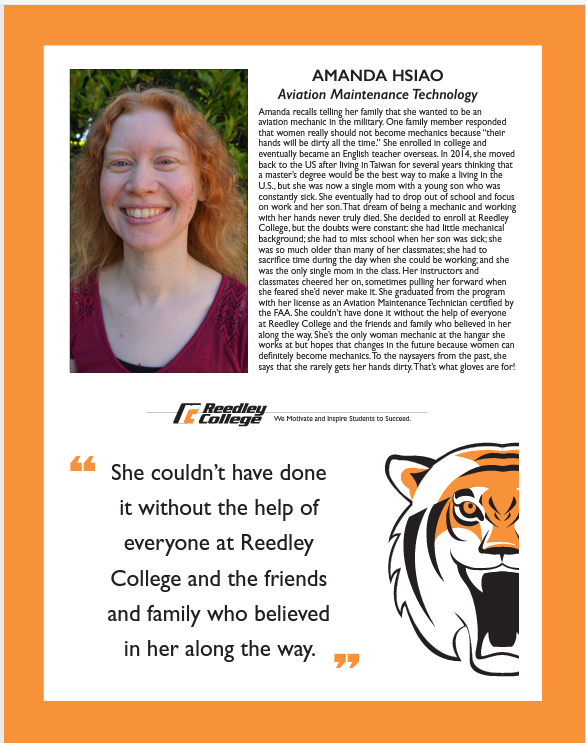 AMANDA HSIAO
Aviation Maintenance Technology
Amanda recalls telling her family that she wanted to be an
aviation mechanic in the military. One family member responded
that women really should not become mechanics because “their
hands will be dirty all the time.” She enrolled in college and
eventually became an English teacher overseas. In 2014, she moved
back to the US after living in Taiwan for several years thinking that
a master’s degree would be the best way to make a living in the
U.S., but she was now a single mom with a young son who was
constantly sick. She eventually had to drop out of school and focus
on work and her son. That dream of being a mechanic and working
with her hands never truly died. She decided to enroll at Reedley
College, but the doubts were constant: she had little mechanical
background; she had to miss school when her son was sick; she
was so much older than many of her classmates; she had to
sacrifice time during the day when she could be working; and she
was the only single mom in the class. Her instructors and
classmates cheered her on, sometimes pulling her forward when
she feared she’d never make it. She graduated from the program
with her license as an Aviation Maintenance Technician certified by
the FAA. She couldn’t have done it without the help of everyone
at Reedley College and the friends and family who believed in her
along the way. She’s the only woman mechanic at the hangar she
works at but hopes that changes in the future because women can
definitely become mechanics. To the naysayers from the past, she
says that she rarely gets her hands dirty. That’s what gloves are for!
Reedley
College
We Motivate and Inspire Students to Succeed.
“ She couldn’t have done
it without the help of
everyone at Reedley
College and the friends
and family who believed
in her along the way. ”